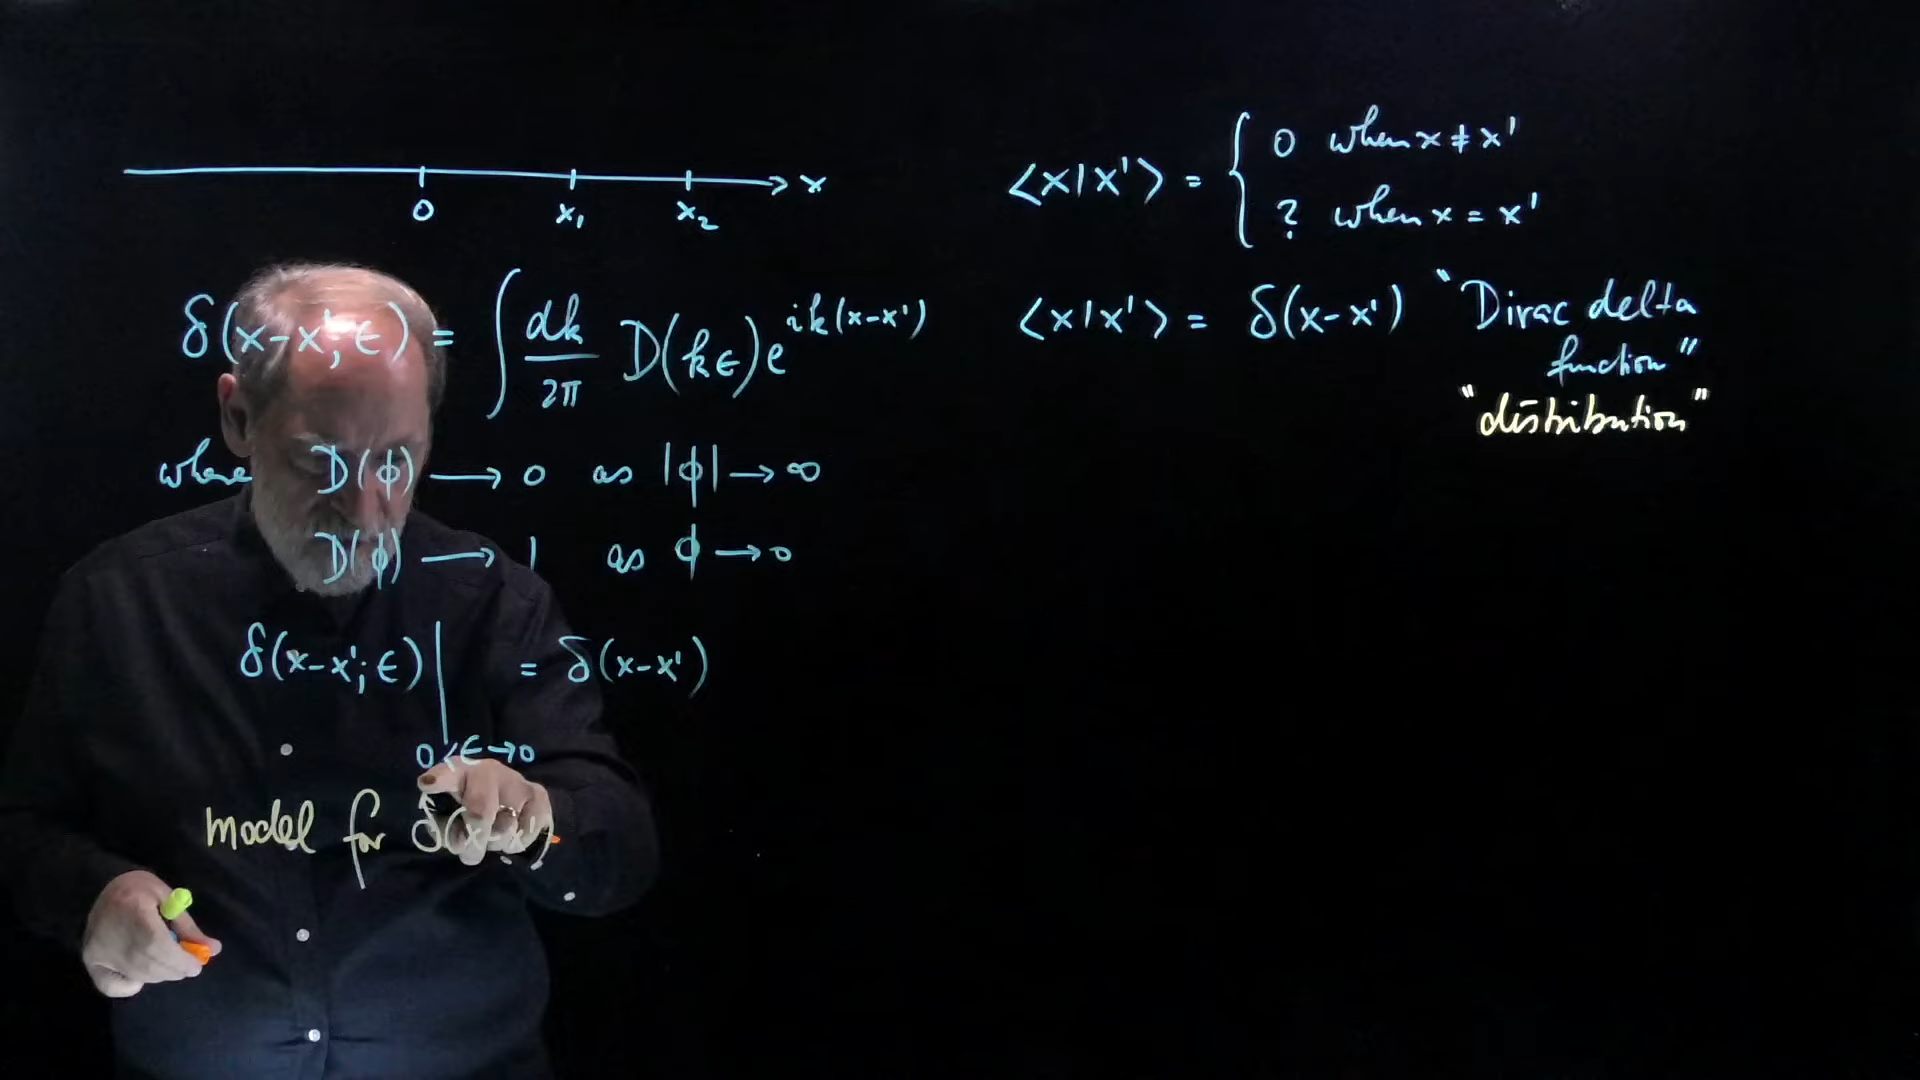 x
0 x₁ x₂
δ(x-x';ϵ) = ∫ dk/2π D(kϵ) e^{ik(x-x')}
where D(ϕ) → 0 as |ϕ| → ∞
D(ϕ) → 1 as ϕ → 0
δ(x-x';ϵ)| = δ(x-x')
0<ϵ→0
model for δ(x-x')
⟨x|x'⟩ = { 0 when x ≠ x'
? when x = x'
⟨x|x'⟩ = δ(x-x') "Dirac delta
function"
"distribution"